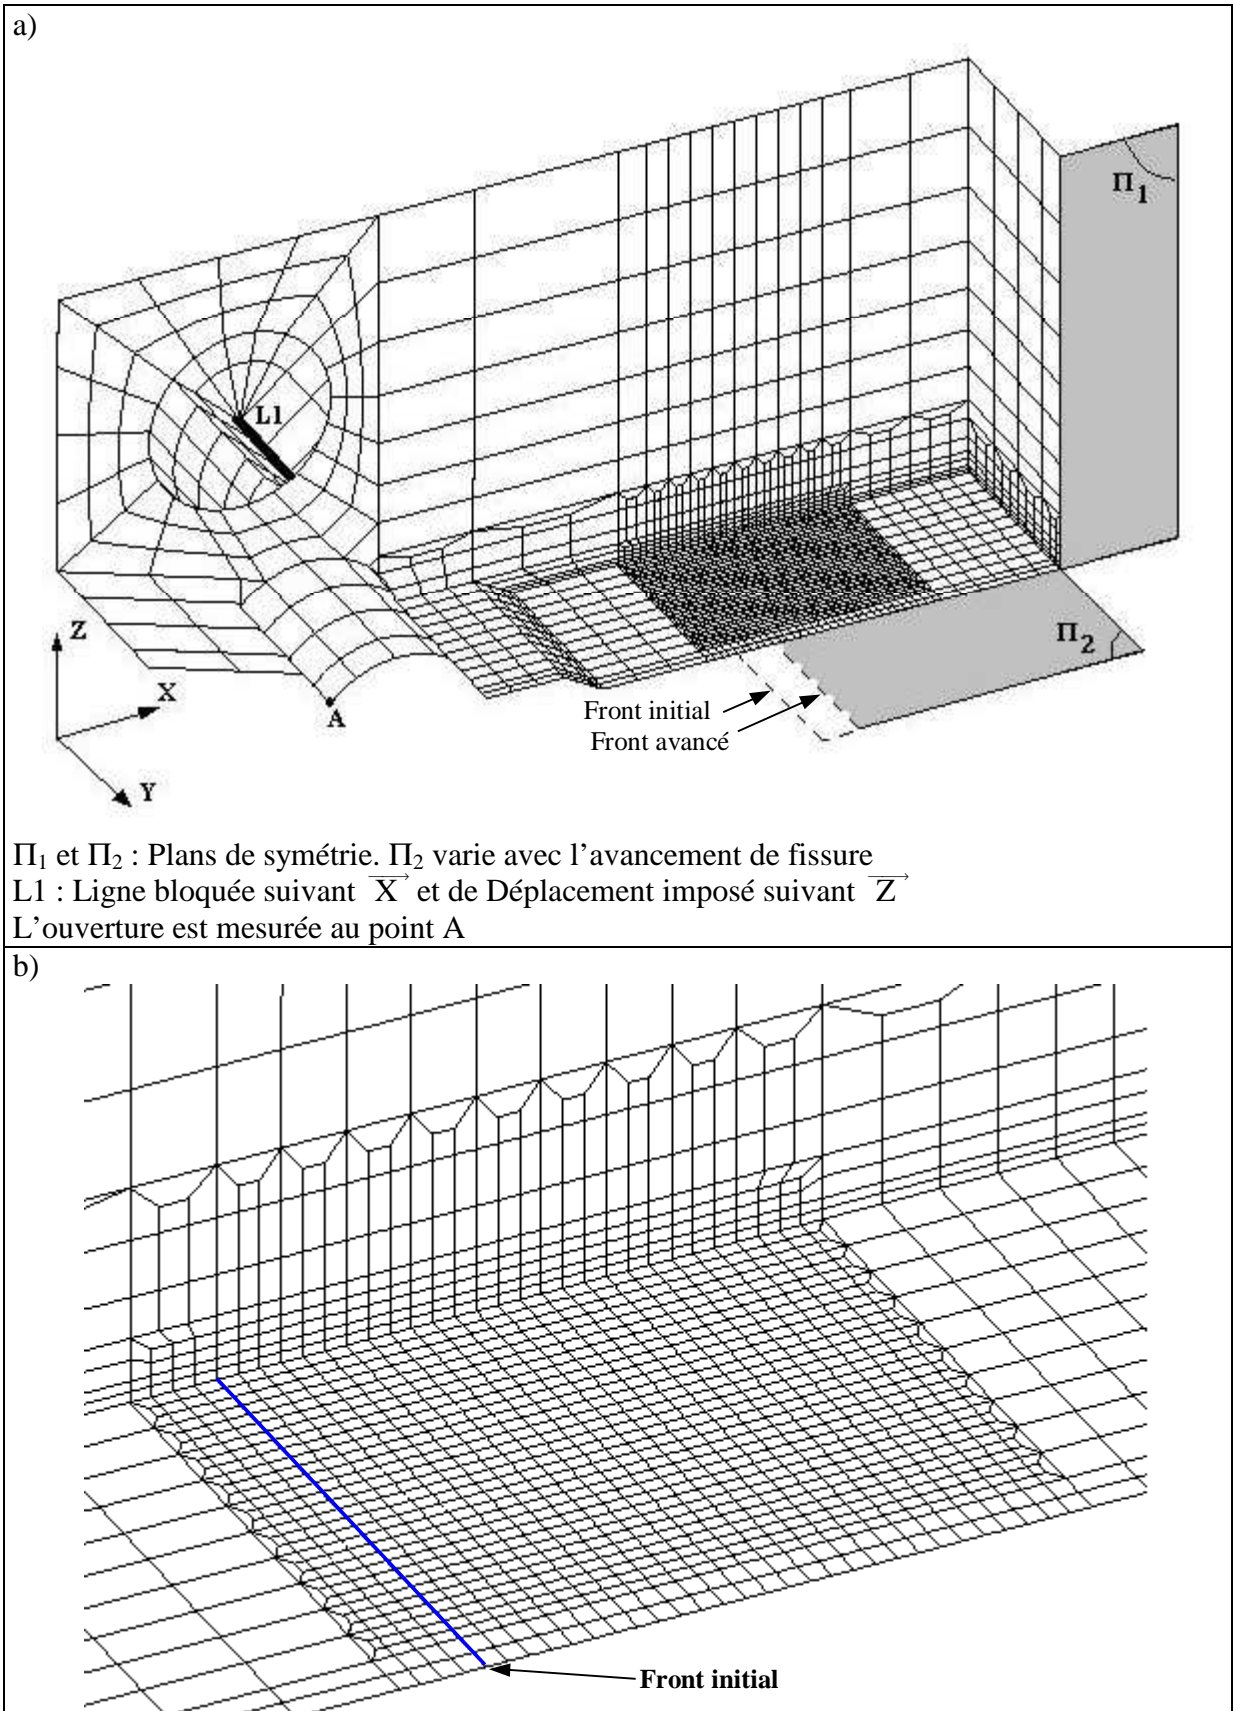 a)
Π1
L1
Z
X
Y
A
Π2
Front initial
Front avancé
Π1 et Π2 : Plans de symétrie. Π2 varie avec l’avancement de fissure
L1 : Ligne bloquée suivant X et de Déplacement imposé suivant Z
L’ouverture est mesurée au point A
b)
Front initial